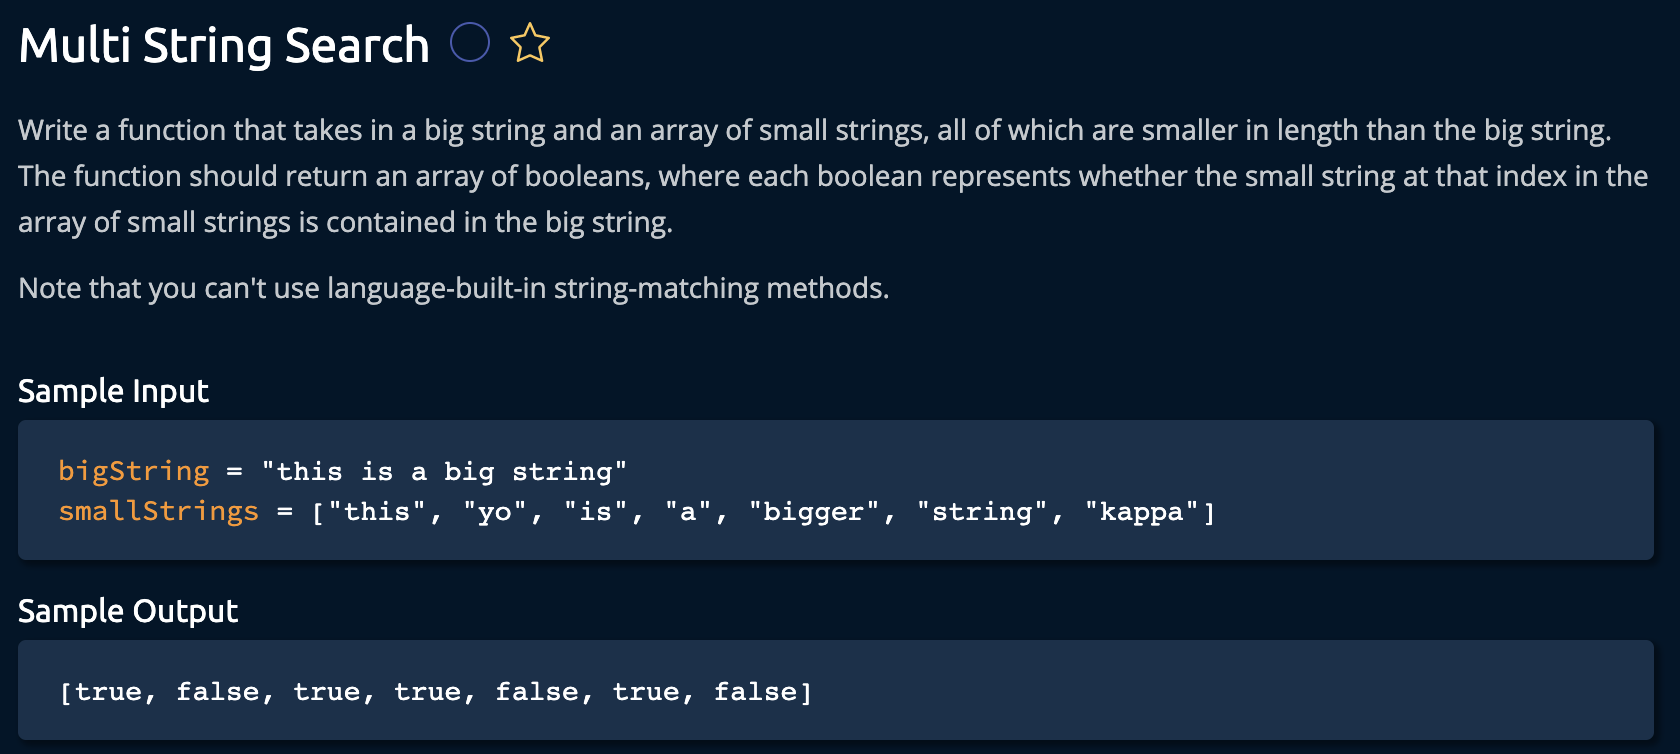 Multi String Search
Write a function that takes in a big string and an array of small strings, all of which are smaller in length than the big string.
The function should return an array of booleans, where each boolean represents whether the small string at that index in the
array of small strings is contained in the big string.
Note that you can't use language-built-in string-matching methods.
Sample Input
bigString = "this is a big string"
smallStrings = ["this", "yo", "is", "a", "bigger", "string", "kappa"]
Sample Output
[true, false, true, true, false, true, false]